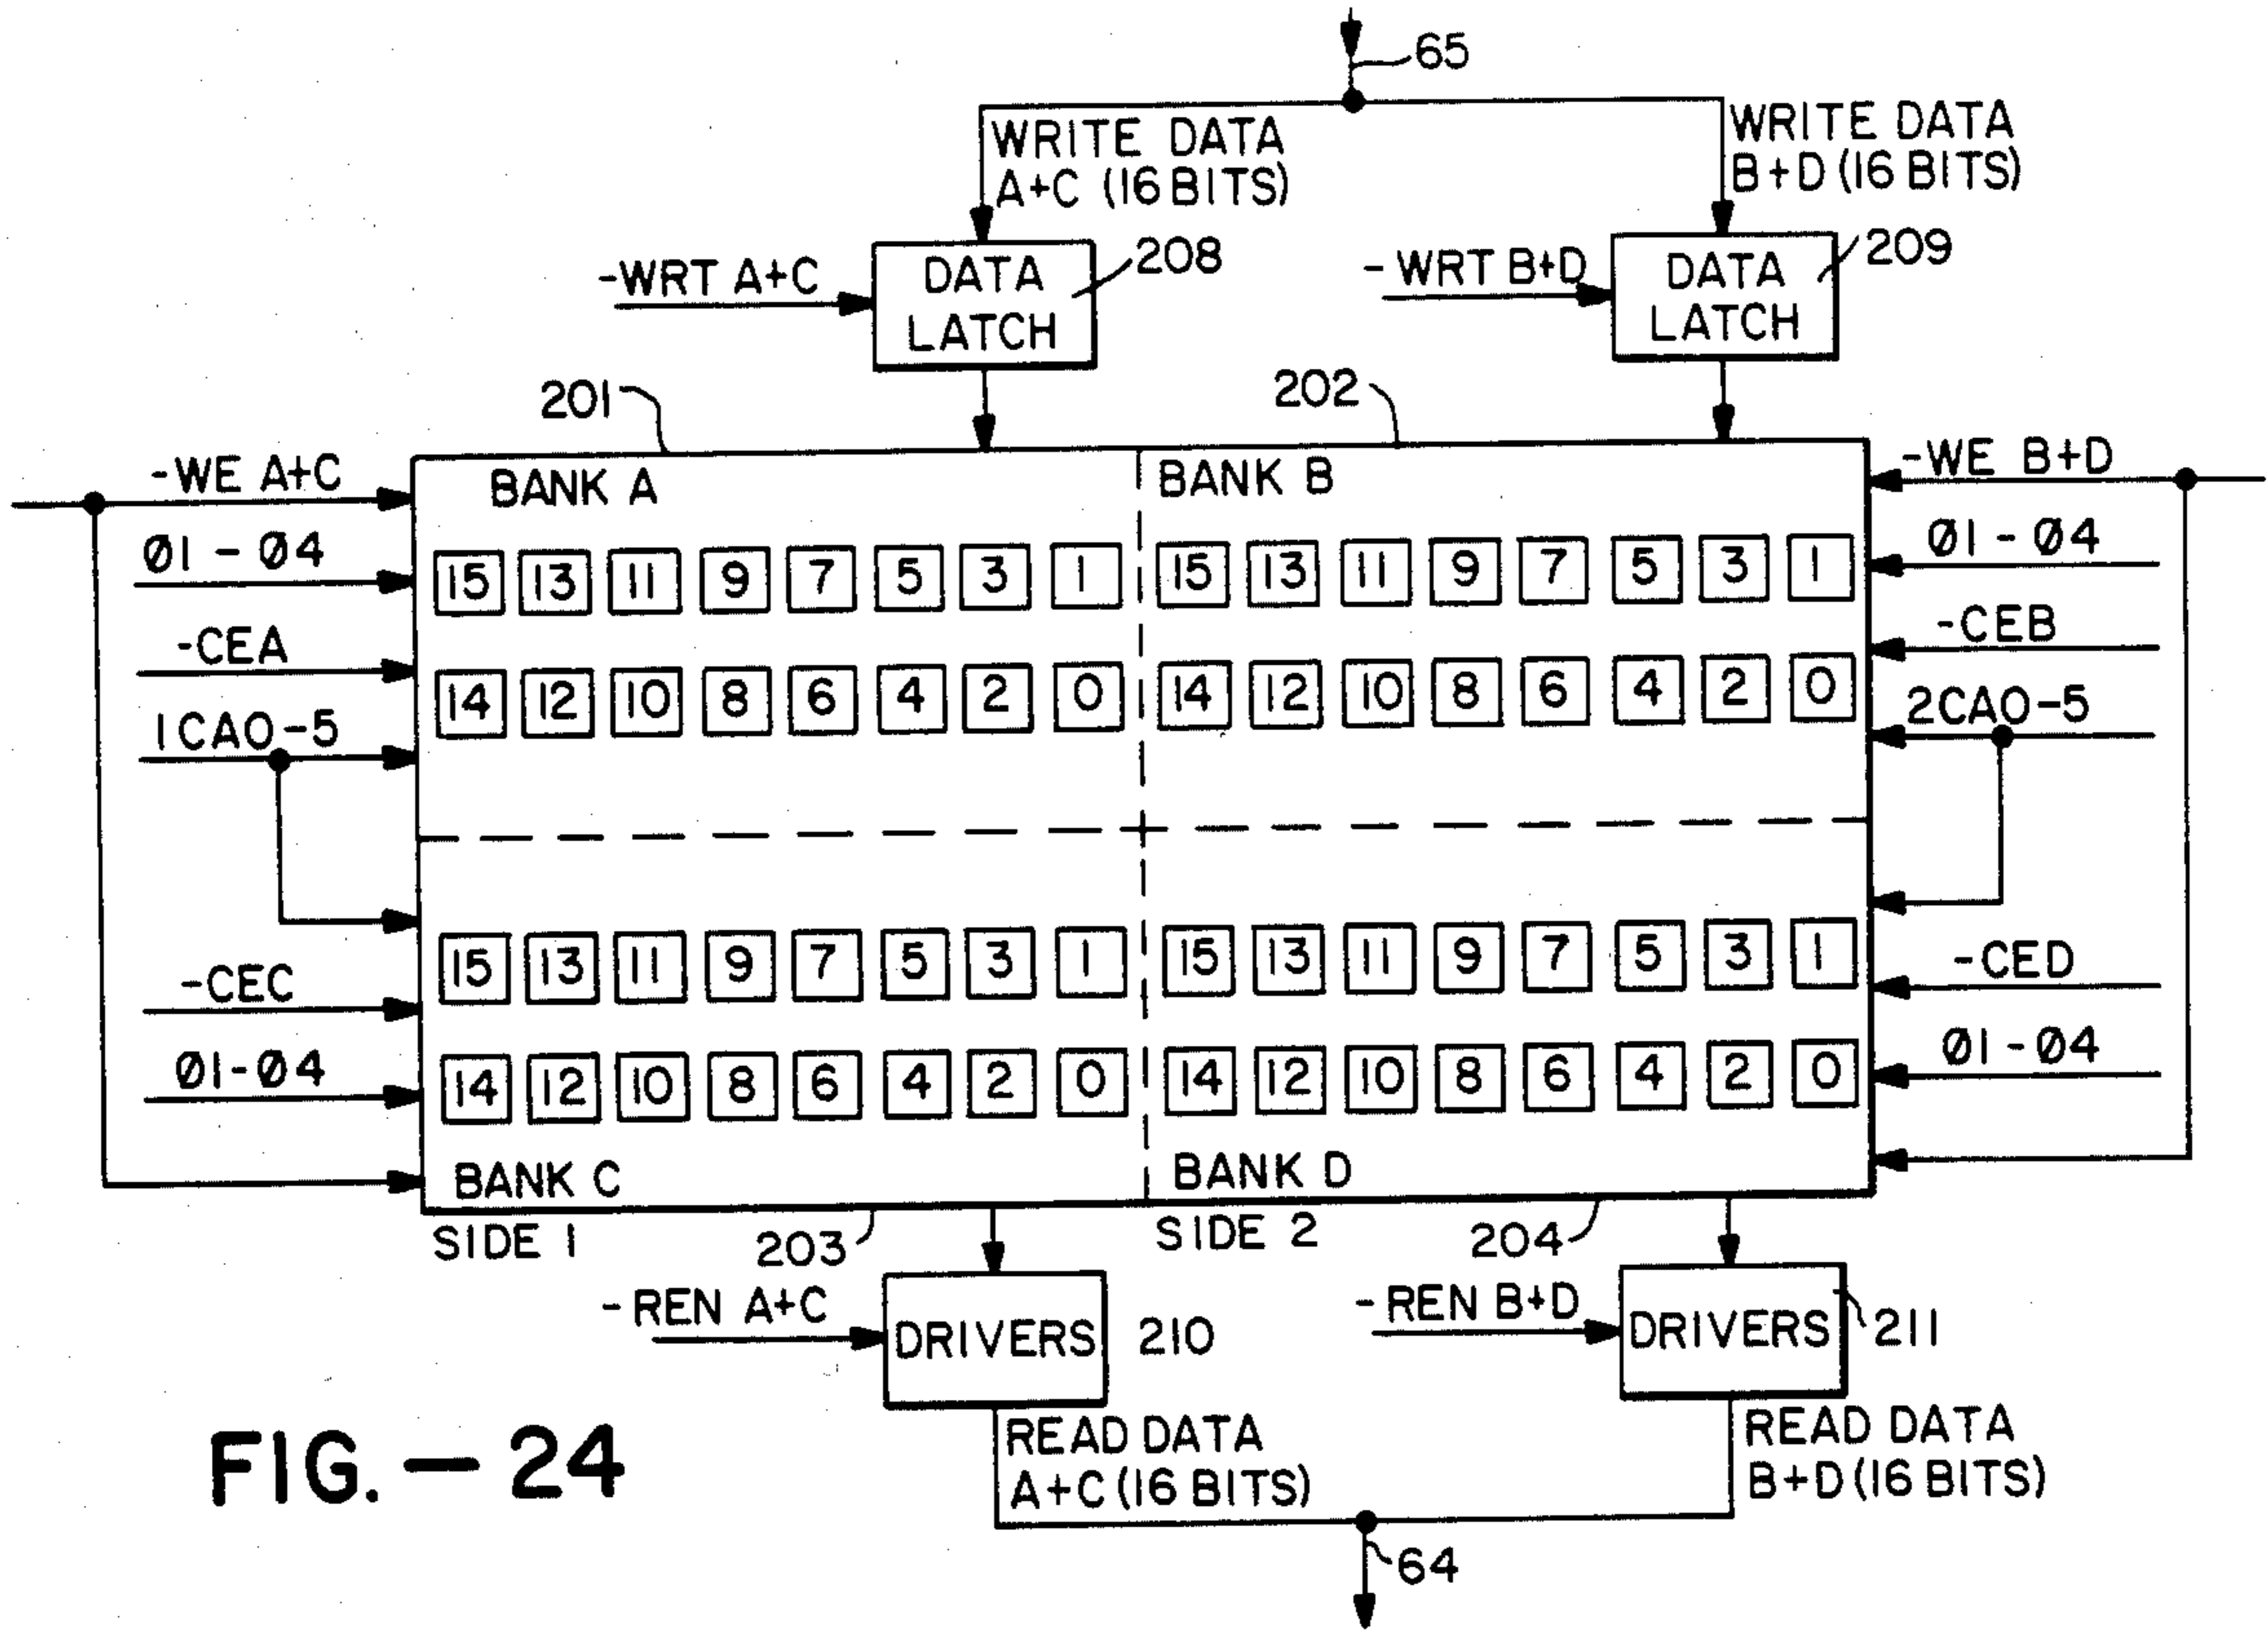 65
WRITE DATA
A+C (16 BITS)
WRITE DATA
B+D (16 BITS)
-WRT A+C
DATA
LATCH
208
- WRT B+D
DATA
LATCH
209
201
202
-WE A+C
Ø1 - Ø4
-CEA
1CA0-5
-CEC
Ø1-Ø4
BANK A
15 13 11 9 7 5 3 1
14 12 10 8 6 4 2 0
BANK B
15 13 11 9 7 5 3 1
14 12 10 8 6 4 2 0
15 13 11 9 7 5 3 1
14 12 10 8 6 4 2 0
BANK C
15 13 11 9 7 5 3 1
14 12 10 8 6 4 2 0
BANK D
-WE B+D
Ø1 - Ø4
-CEB
2CA0-5
-CED
Ø1 - Ø4
SIDE 1
203
SIDE 2
204
- REN A+C
DRIVERS
210
- REN B+D
DRIVERS
211
READ DATA
A+C (16 BITS)
READ DATA
B+D (16 BITS)
64
FIG. - 24